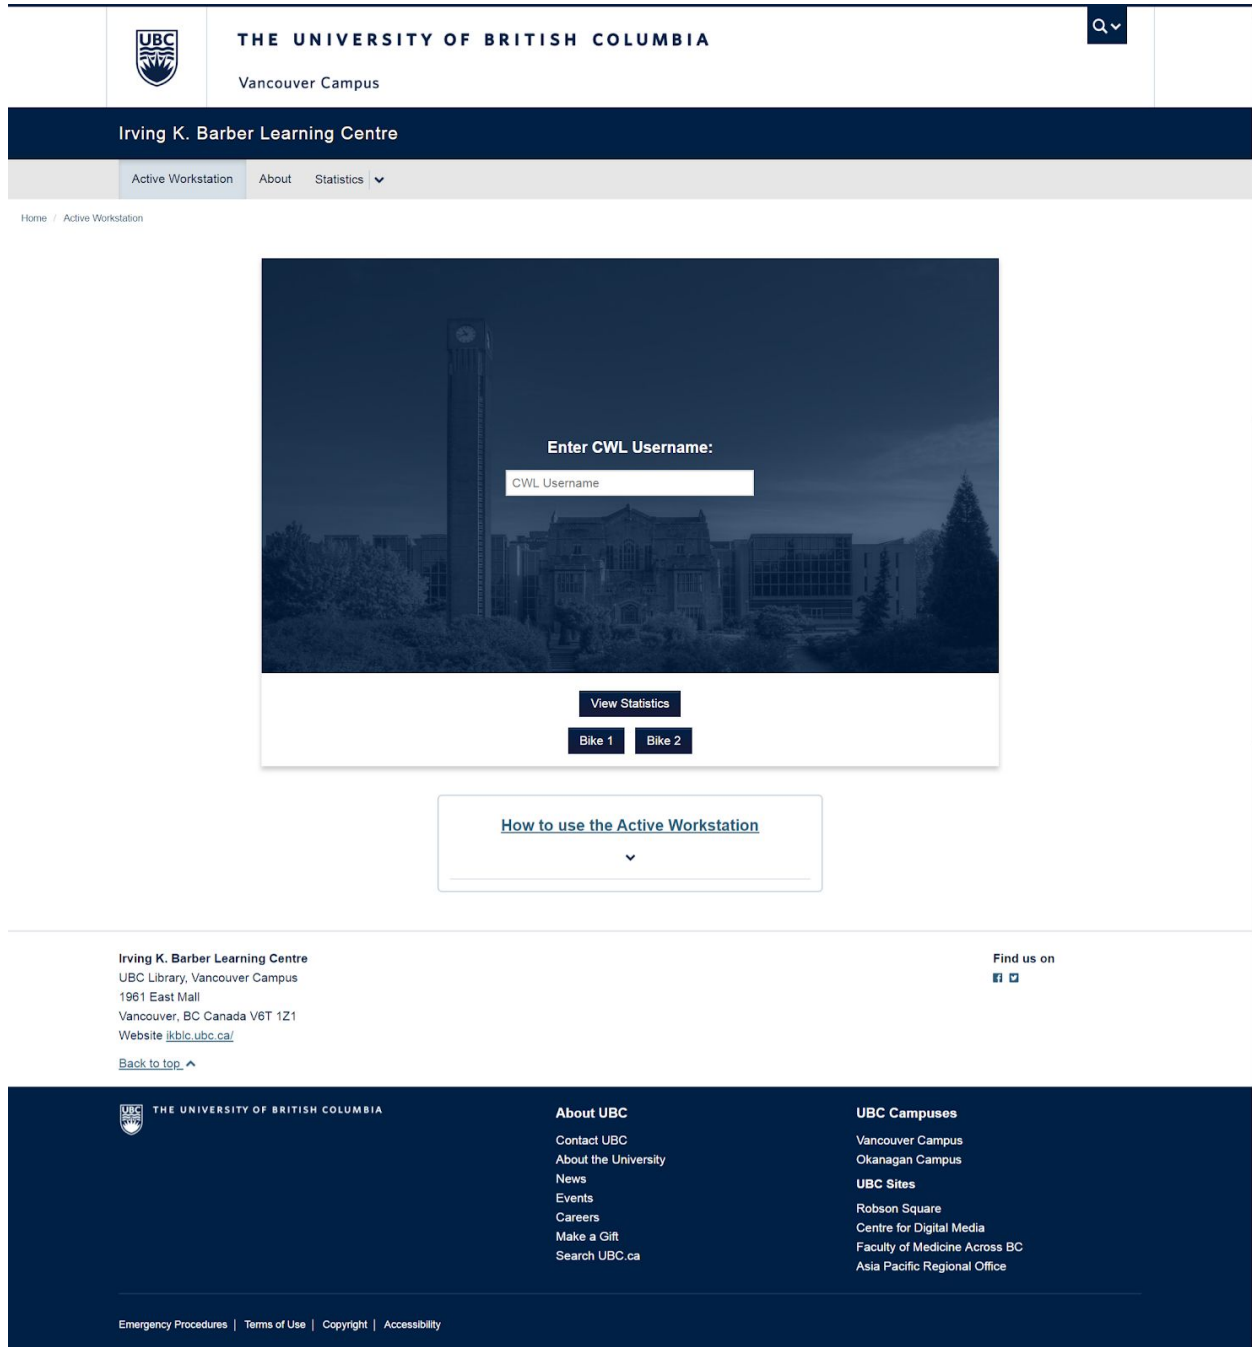 UBC
THE UNIVERSITY OF BRITISH COLUMBIA
Vancouver Campus
Irving K. Barber Learning Centre
Active Workstation About Statistics
Home / Active Workstation
Enter CWL Username:
CWL Username
View Statistics
Bike 1 Bike 2
How to use the Active Workstation
Irving K. Barber Learning Centre
UBC Library, Vancouver Campus
1961 East Mall
Vancouver, BC Canada V6T 1Z1
Website ikblc.ubc.ca/
Back to top
Find us on
UBC
THE UNIVERSITY OF BRITISH COLUMBIA
About UBC
Contact UBC
About the University
News
Events
Careers
Make a Gift
Search UBC.ca
UBC Campuses
Vancouver Campus
Okanagan Campus
UBC Sites
Robson Square
Centre for Digital Media
Faculty of Medicine Across BC
Asia Pacific Regional Office
Emergency Procedures | Terms of Use | Copyright | Accessibility